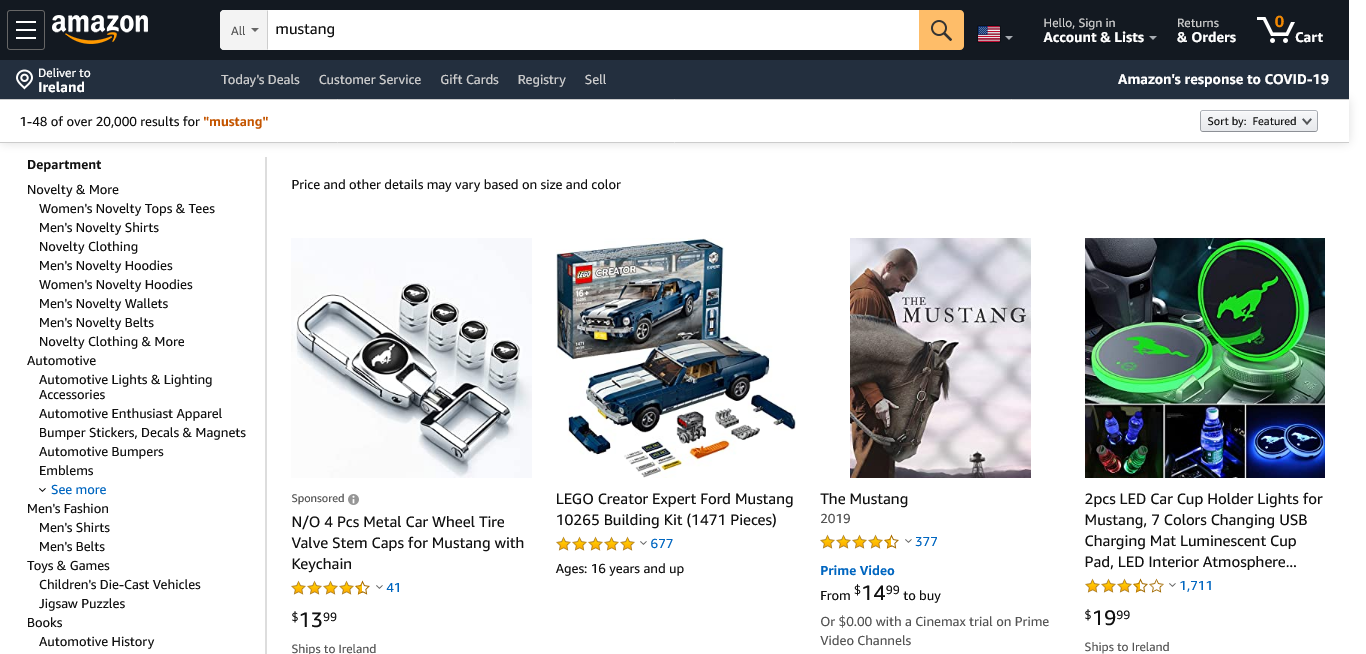 amazon
All
mustang
Hello, Sign in
Account & Lists
Returns
& Orders
0
Cart
Deliver to
Ireland
Today's Deals
Customer Service
Gift Cards
Registry
Sell
Amazon's response to COVID-19
1-48 of over 20,000 results for "mustang"
Sort by: Featured
Department
Novelty & More
Women's Novelty Tops & Tees
Men's Novelty Shirts
Novelty Clothing
Men's Novelty Hoodies
Women's Novelty Hoodies
Men's Novelty Wallets
Men's Novelty Belts
Novelty Clothing & More
Automotive
Automotive Lights & Lighting
Accessories
Automotive Enthusiast Apparel
Bumper Stickers, Decals & Magnets
Automotive Bumpers
Emblems
See more
Men's Fashion
Men's Shirts
Men's Belts
Toys & Games
Children's Die-Cast Vehicles
Jigsaw Puzzles
Books
Automotive History
Price and other details may vary based on size and color
Sponsored
N/O 4 Pcs Metal Car Wheel Tire
Valve Stem Caps for Mustang with
Keychain
41
$13.99
Ships to Ireland
LEGO
CREATOR
16+
LEGO Creator Expert Ford Mustang
10265 Building Kit (1471 Pieces)
677
Ages: 16 years and up
THE
MUSTANG
The Mustang
2019
377
Prime Video
From $14.99 to buy
Or $0.00 with a Cinemax trial on Prime
Video Channels
2pcs LED Car Cup Holder Lights for
Mustang, 7 Colors Changing USB
Charging Mat Luminescent Cup
Pad, LED Interior Atmosphere...
1,711
$19.99
Ships to Ireland